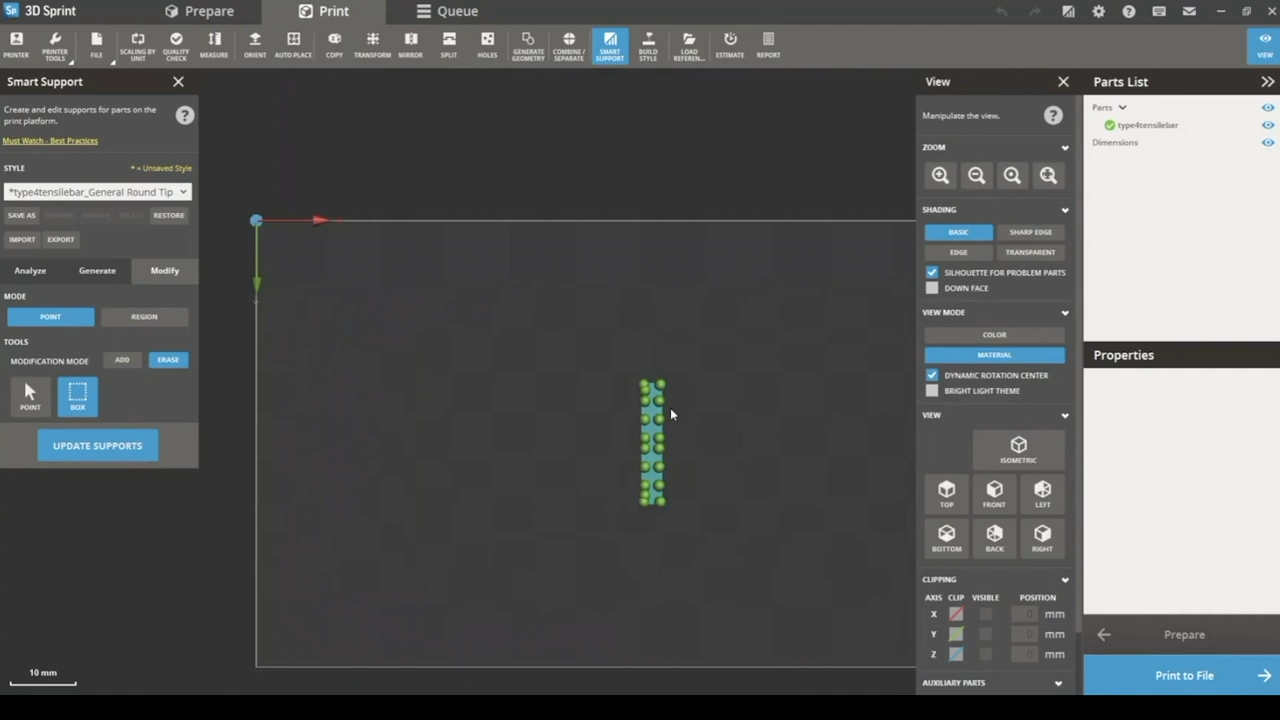 3D Sprint
Prepare
Print
Queue
PRINTER
PRINTER
TOOLS
FILE
SCALING BY
UNIT
QUALITY
CHECK
MEASURE
ORIENT
AUTO PLACE
COPY
TRANSFORM
MIRROR
SPLIT
HOLES
GENERATE
GEOMETRY
COMBINE /
SEPARATE
SMART
SUPPORT
BUILD
STYLE
LOAD
REFEREN...
ESTIMATE
REPORT
VIEW
Smart Support
Create and edit supports for parts on the
print platform.
Must Watch - Best Practices
STYLE
* = Unsaved Style
*type4tensilebar_General Round Tip
SAVE AS
RENAME
UPDATE
DELETE
RESTORE
IMPORT
EXPORT
Analyze
Generate
Modify
MODE
POINT
REGION
TOOLS
MODIFICATION MODE
ADD
ERASE
POINT
BOX
UPDATE SUPPORTS
10 mm
View
Manipulate the view.
ZOOM
SHADING
BASIC
SHARP EDGE
EDGE
TRANSPARENT
SILHOUETTE FOR PROBLEM PARTS
DOWN FACE
VIEW MODE
COLOR
MATERIAL
DYNAMIC ROTATION CENTER
BRIGHT LIGHT THEME
VIEW
ISOMETRIC
TOP
FRONT
LEFT
BOTTOM
BACK
RIGHT
CLIPPING
AXIS CLIP VISIBLE POSITION
X 0 mm
Y 0 mm
Z 0 mm
AUXILIARY PARTS
Parts List
Parts
type4tensilebar
Dimensions
Properties
Prepare
Print to File